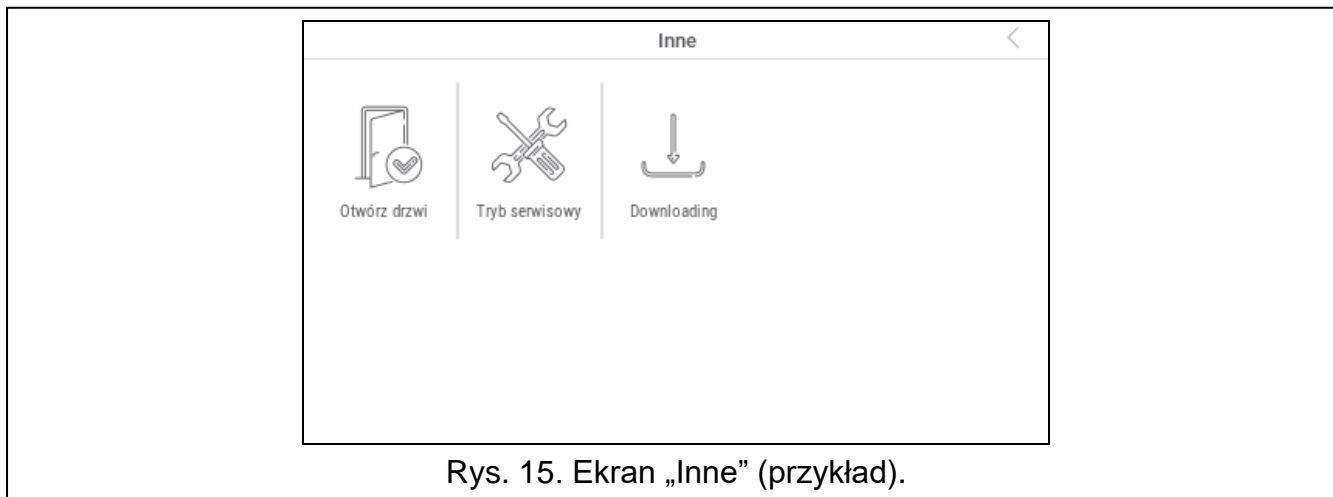 Inne
Otwórz drzwi
Tryb serwisowy
Downloading
Rys. 15. Ekran „Inne” (przykład).